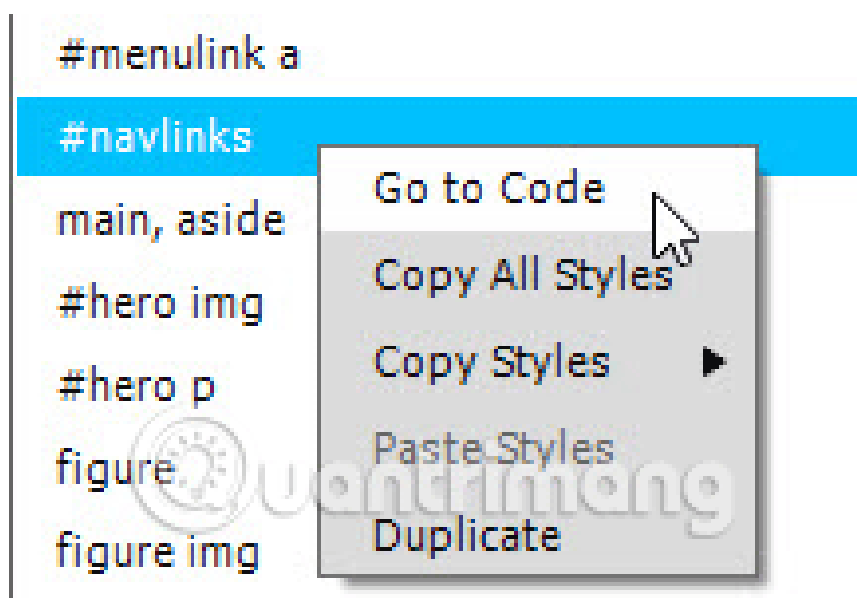 #menulink a
#navlinks
main, aside
#hero img
#hero p
figure
figure img
Go to Code
Copy All Styles
Copy Styles
Paste Styles
Duplicate
Quantrimang